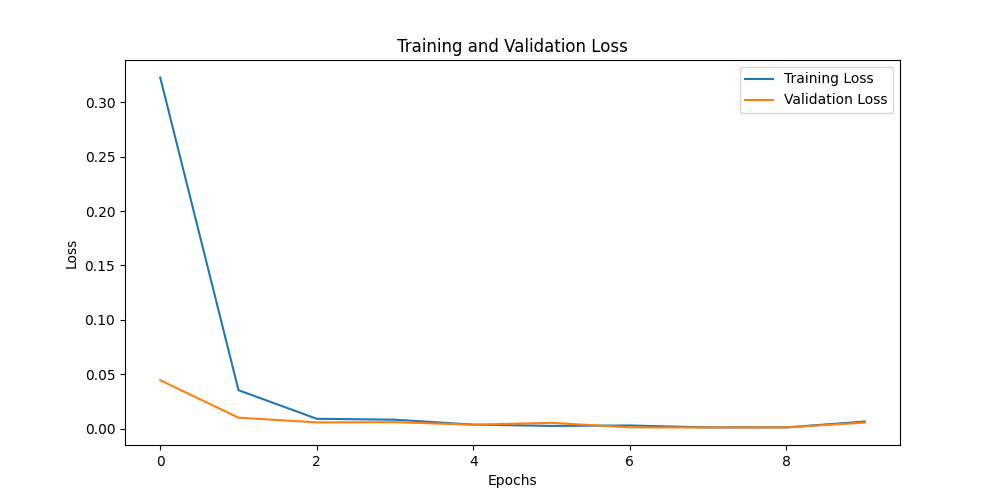 Training and Validation Loss
Training Loss
Validation Loss
0.30
0.25
0.20
0.15
0.10
0.05
0.00
Loss
0 2 4 6 8
Epochs